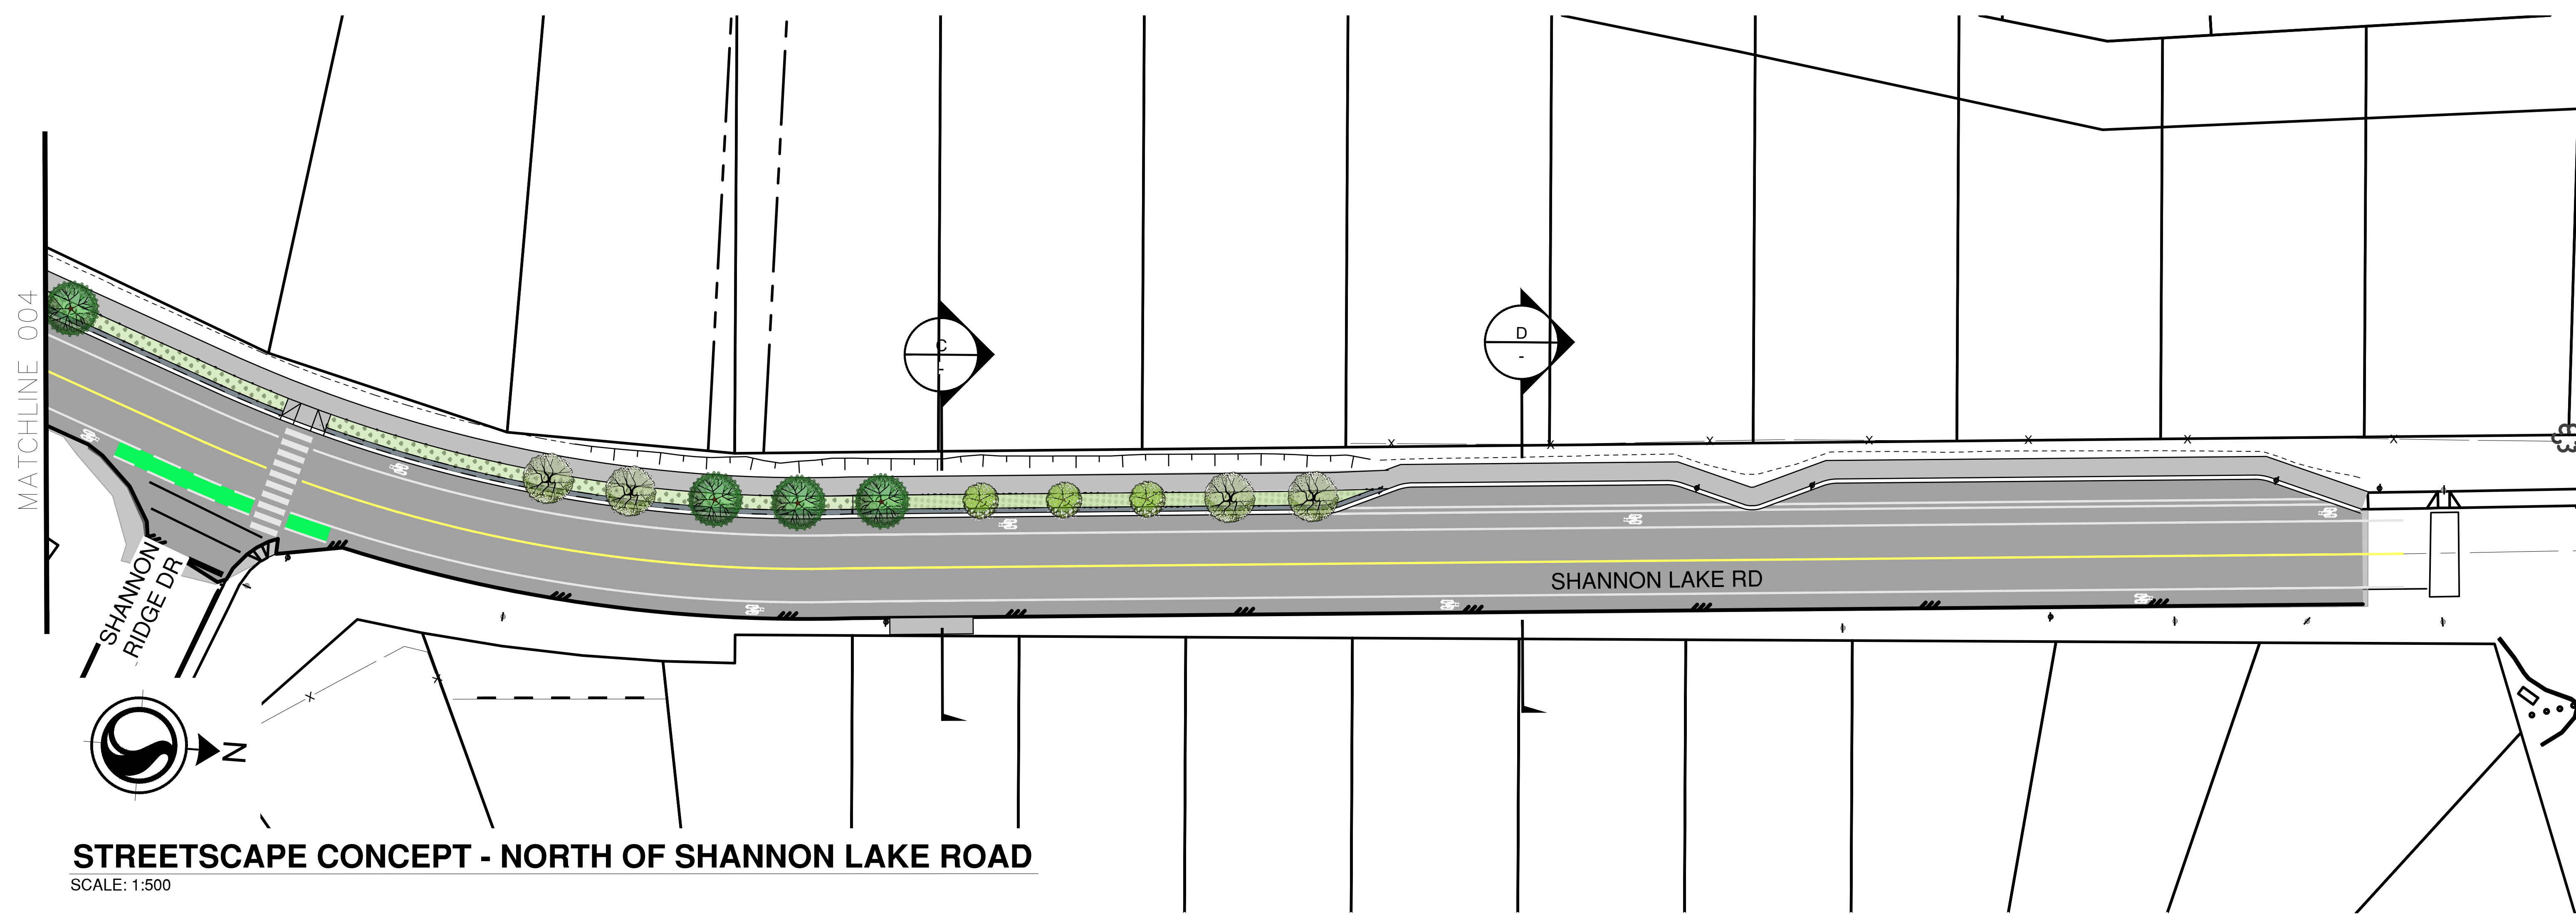 MATCHLINE 004
C
-
D
-
SHANNON LAKE RD
SHANNON
RIDGE DR
N
STREETSCAPE CONCEPT - NORTH OF SHANNON LAKE ROAD
SCALE: 1:500